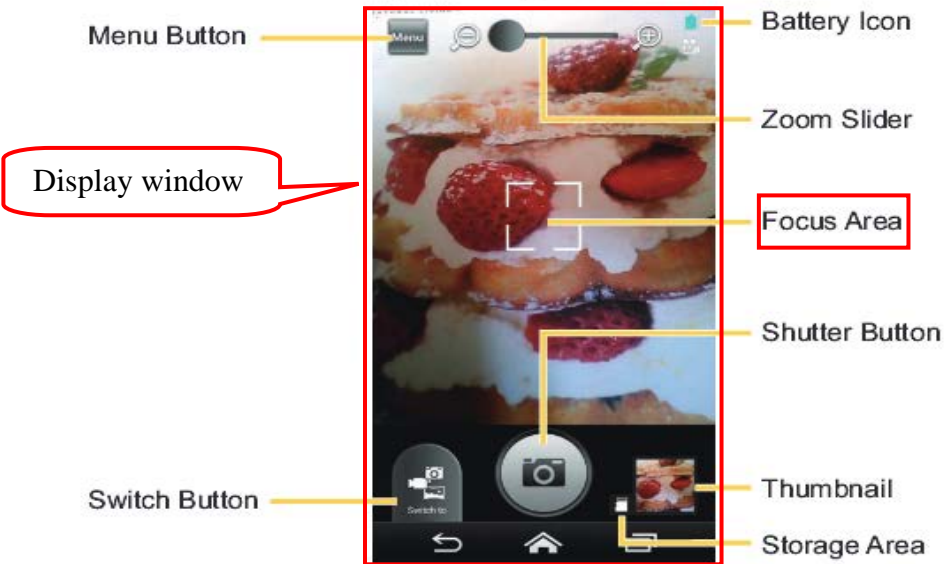 Battery Icon
Menu Button
Menu
Zoom Slider
Display window
Focus Area
Shutter Button
Switch to
Switch Button
Thumbnail
Storage Area